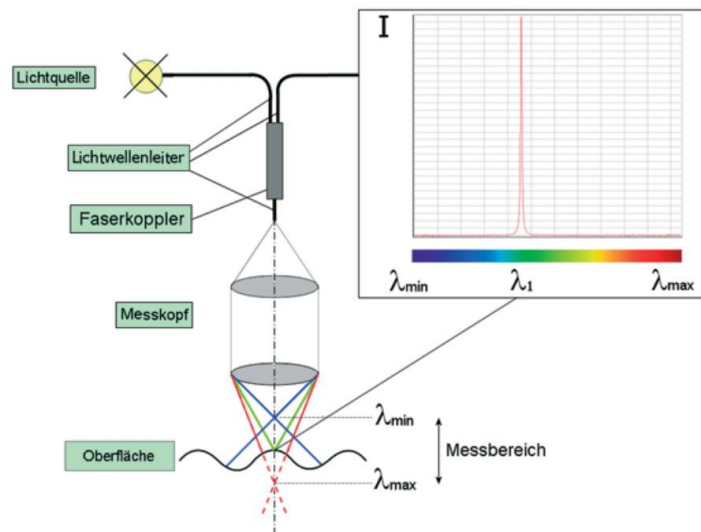 I
Lichtquelle
Lichtwellenleiter
Faserkoppler
λmin λ1 λmax
Messkopf
λmin
Messbereich
Oberfläche
λmax